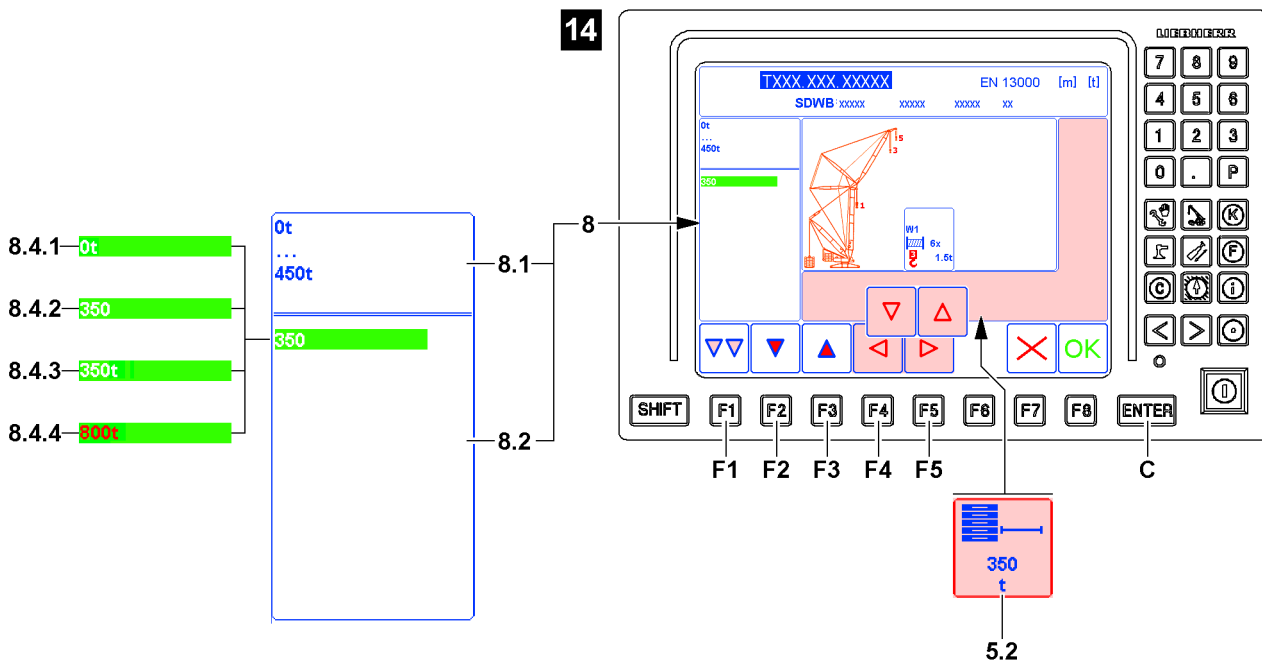 14
LIEBHERR
TXXX. XXX. XXXXX
EN 13000 [m] [t]
SDWB: xxxxx xxxxx xxxxx xx
0t
...
450t
350
5
3
1
W1
6x
1.5t
OK
7 8 9
4 5 6
1 2 3
0 . P
K
F
C i
< >
SHIFT F1 F2 F3 F4 F5 F6 F7 F8 ENTER
F1 F2 F3 F4 F5 C
8.4.1 0t
8.4.2 350
8.4.3 350t
8.4.4 800t
0t
...
450t
350
8.1
8
8.2
350
t
5.2